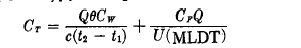 C_T = \frac{Q\theta C_W}{c(t_2 - t_1)} + \frac{C_F Q}{U(\text{MLDT})}